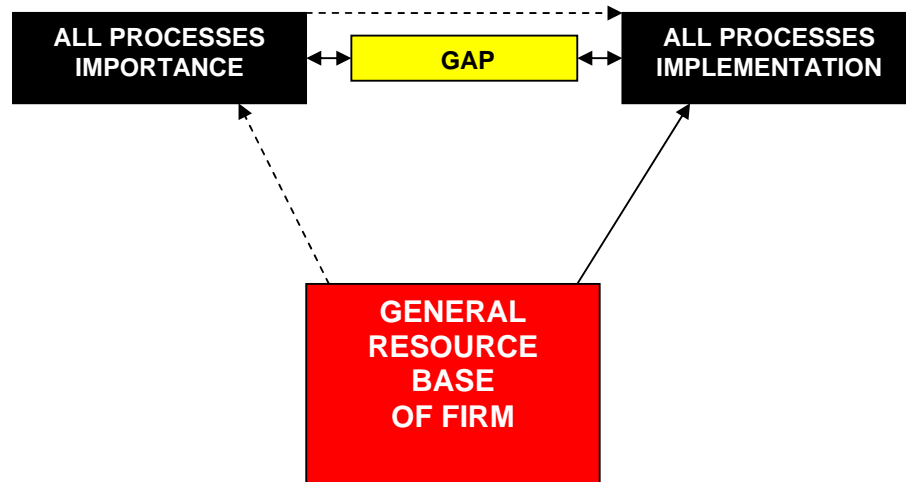 ALL PROCESSES
IMPORTANCE
GAP
ALL PROCESSES
IMPLEMENTATION
GENERAL
RESOURCE
BASE
OF FIRM